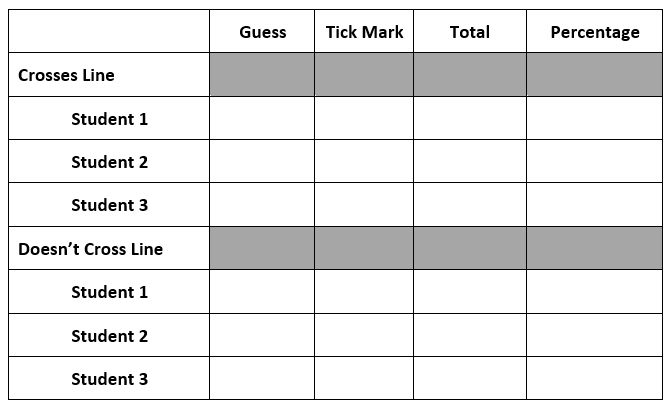 Guess Tick Mark Total Percentage
Crosses Line
Student 1
Student 2
Student 3
Doesn’t Cross Line
Student 1
Student 2
Student 3